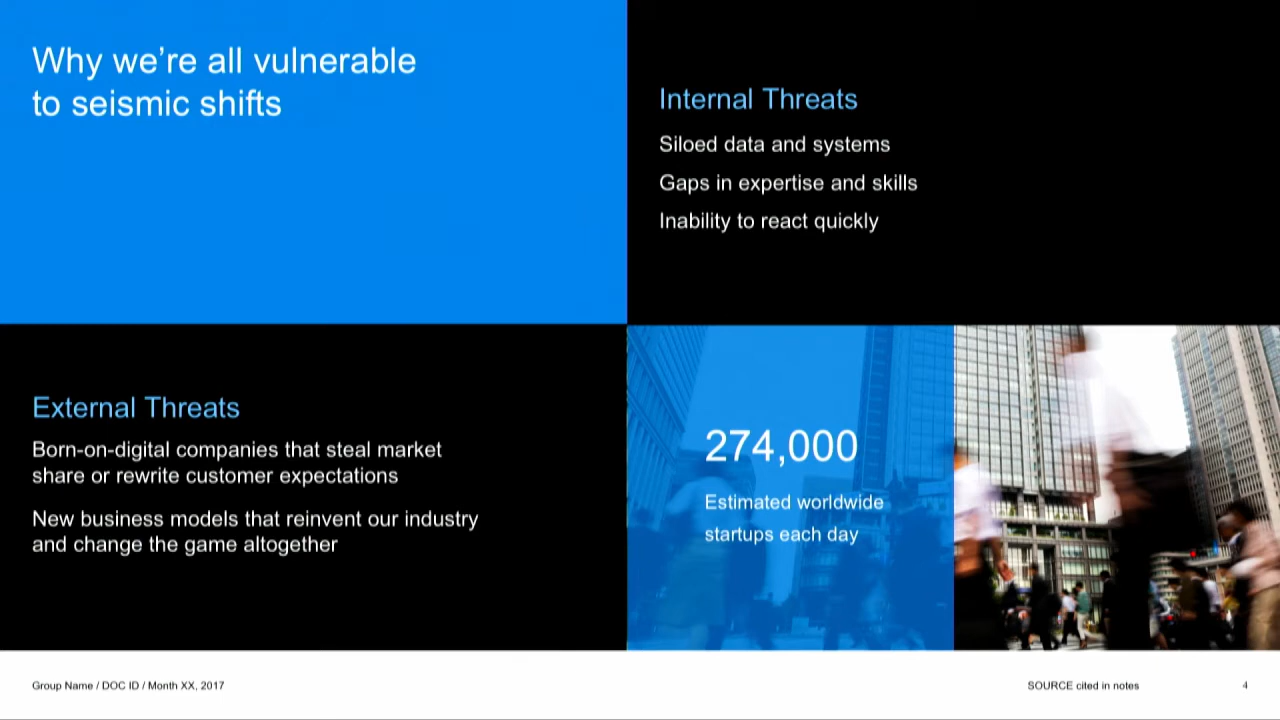 Why we’re all vulnerable
to seismic shifts
Internal Threats
Siloed data and systems
Gaps in expertise and skills
Inability to react quickly
External Threats
Born-on-digital companies that steal market
share or rewrite customer expectations
New business models that reinvent our industry
and change the game altogether
274,000
Estimated worldwide
startups each day
Group Name / DOC ID / Month XX, 2017
SOURCE cited in notes
4